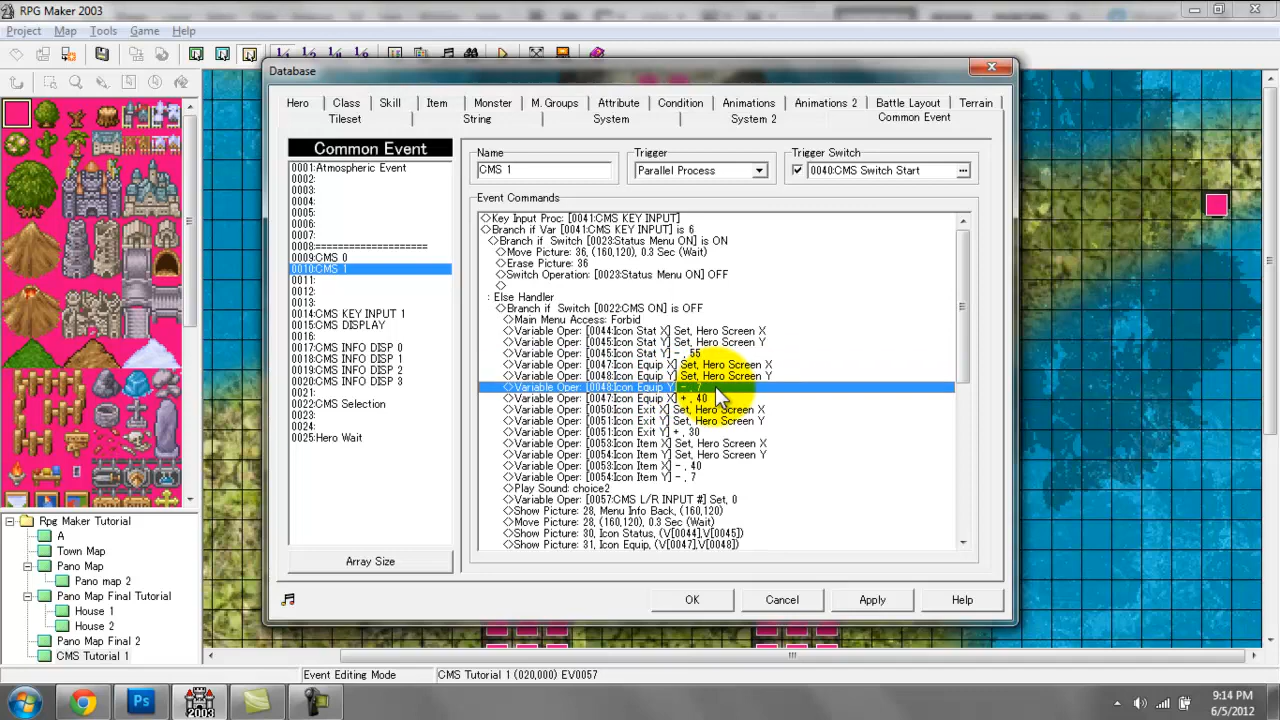 RPG Maker 2003
Project Map Tools Game Help
Database
Hero Class Skill Item Monster M. Groups Attribute Condition Animations Animations 2 Battle Layout Terrain
Tileset String System System 2 Common Event
Common Event
0001:Atmospheric Event
0002:
0003:
0004:
0005:
0006:
0007:
0008:====================
0009:CMS 0
0010:CMS 1
0011:
0012:
0013:
0014:CMS KEY INPUT 1
0015:CMS DISPLAY
0016:
0017:CMS INFO DISP 0
0018:CMS INFO DISP 1
0019:CMS INFO DISP 2
0020:CMS INFO DISP 3
0021:
0022:CMS Selection
0023:
0024:
0025:Hero Wait
Array Size
Name
CMS 1
Trigger
Parallel Process
Trigger Switch
0040:CMS Switch Start
Event Commands
◇Key Input Proc: [0041:CMS KEY INPUT]
◇Branch if Var [0041:CMS KEY INPUT] is 6
◇Branch if Switch [0023:Status Menu ON] is ON
◇Move Picture: 36, (160,120), 0.3 Sec (Wait)
◇Erase Picture: 36
◇Switch Operation: [0023:Status Menu ON] OFF
◇
: Else Handler
◇Branch if Switch [0022:CMS ON] is OFF
◇Main Menu Access: Forbid
◇Variable Oper: [0044:Icon Stat X] Set, Hero Screen X
◇Variable Oper: [0045:Icon Stat Y] Set, Hero Screen Y
◇Variable Oper: [0045:Icon Stat Y] - , 55
◇Variable Oper: [0047:Icon Equip X] Set, Hero Screen X
◇Variable Oper: [0048:Icon Equip Y] Set, Hero Screen Y
◇Variable Oper: [0048:Icon Equip Y] - , 7
◇Variable Oper: [0047:Icon Equip X] + , 40
◇Variable Oper: [0050:Icon Exit X] Set, Hero Screen X
◇Variable Oper: [0051:Icon Exit Y] Set, Hero Screen Y
◇Variable Oper: [0051:Icon Exit Y] + , 30
◇Variable Oper: [0053:Icon Item X] Set, Hero Screen X
◇Variable Oper: [0054:Icon Item Y] Set, Hero Screen Y
◇Variable Oper: [0053:Icon Item X] - , 40
◇Variable Oper: [0054:Icon Item Y] - , 7
◇Play Sound: choice2
◇Variable Oper: [0057:CMS L/R INPUT #] Set, 0
◇Show Picture: 28, Menu Info Back, (160,120)
◇Move Picture: 28, (160,120), 0.3 Sec (Wait)
◇Show Picture: 30, Icon Status, (V[0044],V[0045])
◇Show Picture: 31, Icon Equip, (V[0047],V[0048])
OK Cancel Apply Help
Rpg Maker Tutorial
A
Town Map
Pano Map
Pano map 2
Pano Map Final Tutorial
House 1
House 2
Pano Map Final 2
CMS Tutorial 1
Event Editing Mode
CMS Tutorial 1 (020,000) EV0057
Ps
2003
9:14 PM
6/5/2012